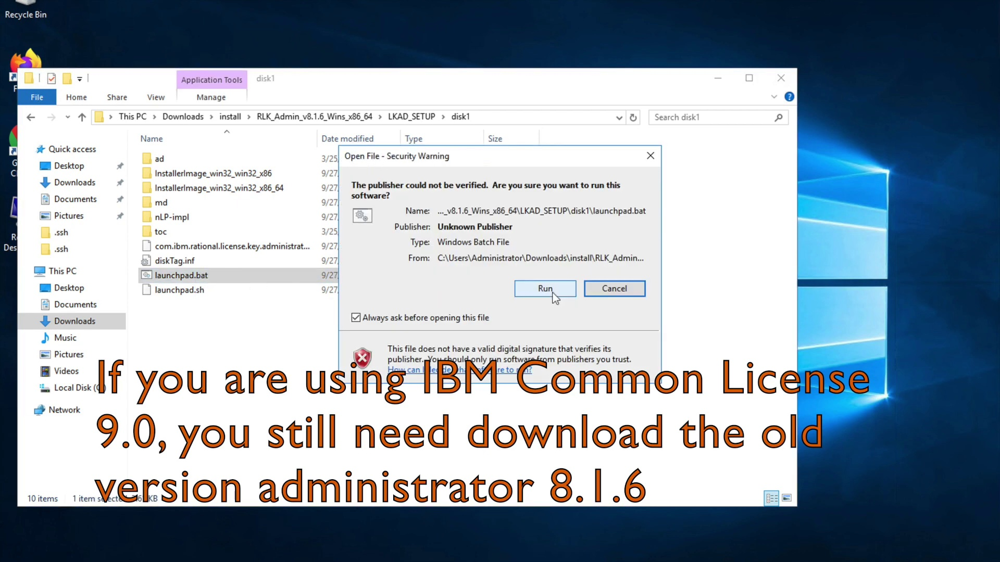 Recycle Bin
Application Tools
disk1
File
Home
Share
View
Manage
This PC
Downloads
install
RLK_Admin_v8.1.6_Wins_x86_64
LKAD_SETUP
disk1
Search disk1
Name
Date modified
Type
Size
Quick access
Desktop
Downloads
Documents
Pictures
.ssh
.ssh
This PC
Desktop
Documents
Downloads
Music
Pictures
Videos
Local Disk (C:)
Network
ad
3/25/
InstallerImage_win32_win32_x86
9/27/
InstallerImage_win32_win32_x86_64
9/27/
md
9/27/
nLP-impl
9/27/
toc
3/25/
com.ibm.rational.license.key.administrat...
9/27/
diskTag.inf
9/27/
launchpad.bat
9/27/
launchpad.sh
9/27/
Open File - Security Warning
The publisher could not be verified. Are you sure you want to run this
software?
Name: ..._v8.1.6_Wins_x86_64\LKAD_SETUP\disk1\launchpad.bat
Publisher: Unknown Publisher
Type: Windows Batch File
From: C:\Users\Administrator\Downloads\install\RLK_Admin...
Run
Cancel
Always ask before opening this file
This file does not have a valid digital signature that verifies its
publisher. You should only run software from publishers you trust.
How can I decide what software to run?
If you are using IBM Common License
9.0, you still need download the old
version administrator 8.1.6
10 items
1 item selected
KB